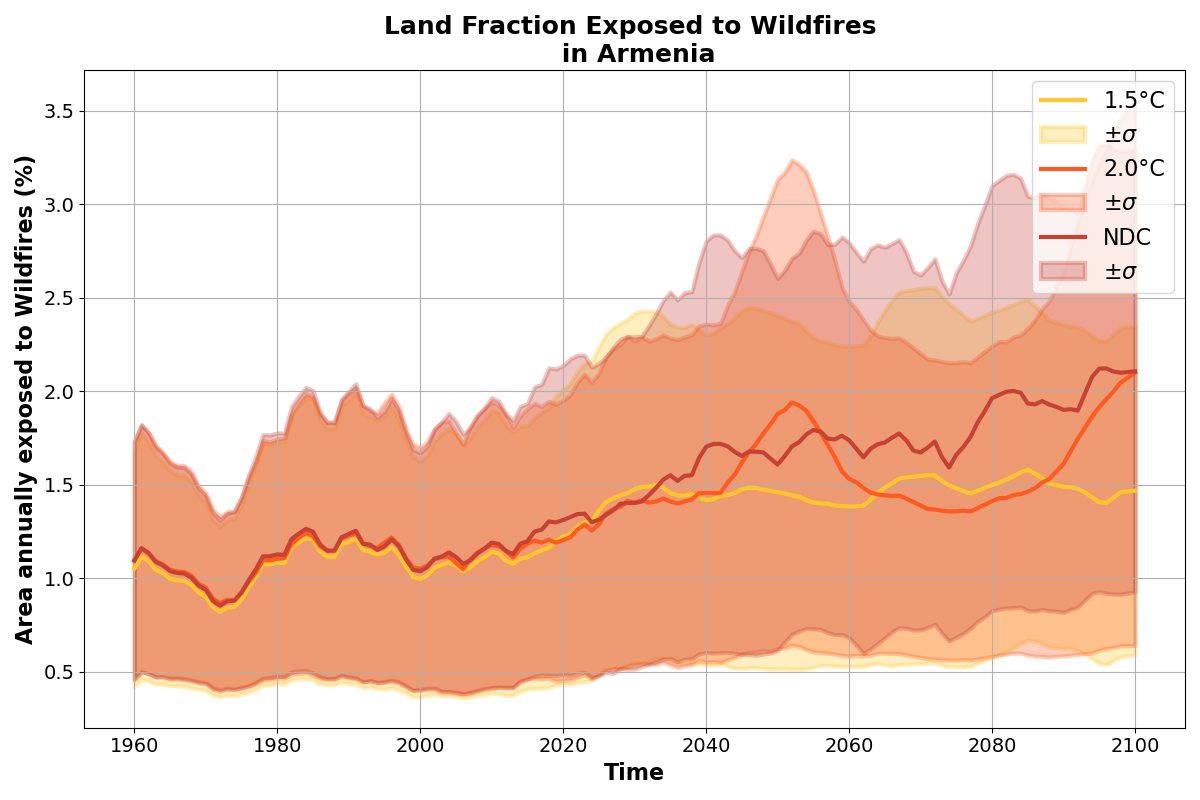 Land Fraction Exposed to Wildfires
in Armenia
Area annually exposed to Wildfires (%)
3.5
3.0
2.5
2.0
1.5
1.0
0.5
1.5°C
±σ
2.0°C
±σ
NDC
±σ
1960 1980 2000 2020 2040 2060 2080 2100
Time